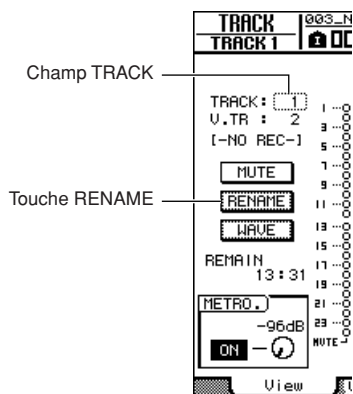 TRACK
TRACK 1
003_N
Champ TRACK
TRACK: 1
V.TR : 2
[-NO REC-]
MUTE
Touche RENAME
RENAME
WAVE
REMAIN
13:31
METRO.
-96dB
ON
1
3
5
7
9
11
13
15
17
19
21
23
MUTE
View